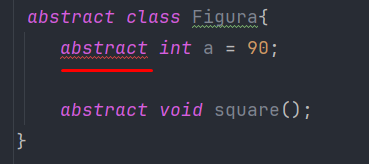 abstract class Figura{
abstract int a = 90;
abstract void square();
}